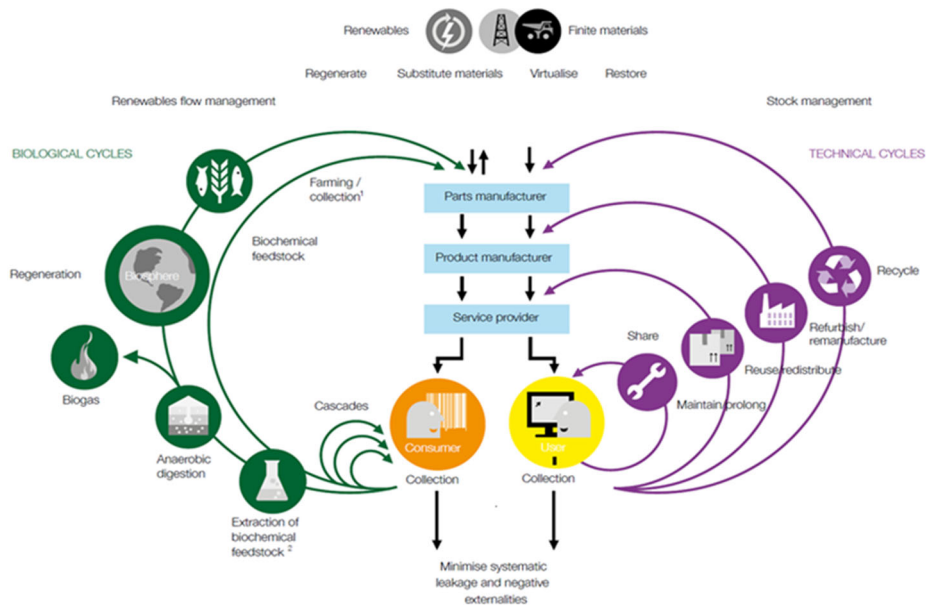 Renewables
Finite materials
Regenerate
Substitute materials
Virtualise
Restore
Renewables flow management
Stock management
BIOLOGICAL CYCLES
TECHNICAL CYCLES
Farming /
collection1
Parts manufacturer
Biochemical
feedstock
Product manufacturer
Regeneration
Biosphere
Recycle
Service provider
Share
Refurbish/
remanufacture
Reuse/redistribute
Biogas
Cascades
Maintain/prolong
Consumer
User
Anaerobic
digestion
Collection
Collection
Extraction of
biochemical
feedstock 2
Minimise systematic
leakage and negative
externalities